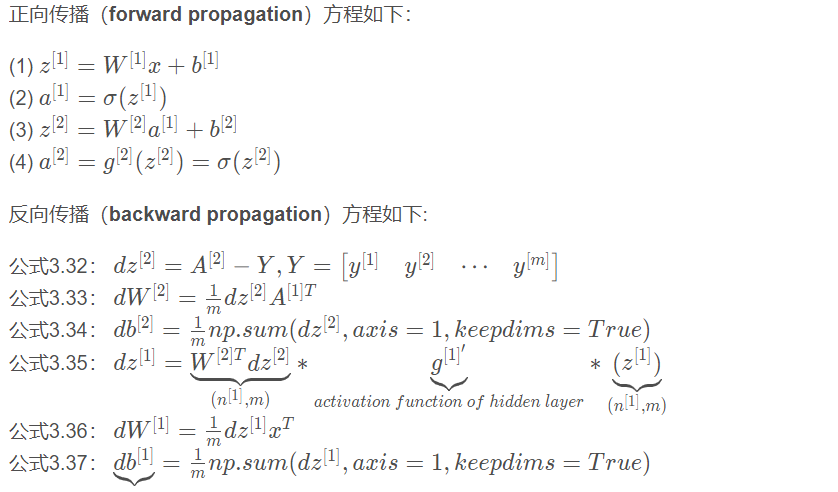 正向传播（forward propagation）方程如下：
(1) z^{[1]} = W^{[1]}x + b^{[1]}
(2) a^{[1]} = σ(z^{[1]})
(3) z^{[2]} = W^{[2]}a^{[1]} + b^{[2]}
(4) a^{[2]} = g^{[2]}(z^{[2]}) = σ(z^{[2]})
反向传播（backward propagation）方程如下:
公式3.32： dz^{[2]} = A^{[2]} − Y, Y = [y^{[1]} y^{[2]} ⋯ y^{[m]}]
公式3.33： dW^{[2]} = \frac{1}{m}dz^{[2]}A^{[1]T}
公式3.34： db^{[2]} = \frac{1}{m}np.sum(dz^{[2]}, axis = 1, keepdims = True)
公式3.35： dz^{[1]} = \underbrace{W^{[2]T}dz^{[2]}}_{(n^{[1]},m)} * \underbrace{g^{[1]'}}_{activation function of hidden layer} * \underbrace{(z^{[1]})}_{(n^{[1]},m)}
公式3.36： dW^{[1]} = \frac{1}{m}dz^{[1]}x^{T}
公式3.37： \underbrace{db^{[1]}} = \frac{1}{m}np.sum(dz^{[1]}, axis = 1, keepdims = True)